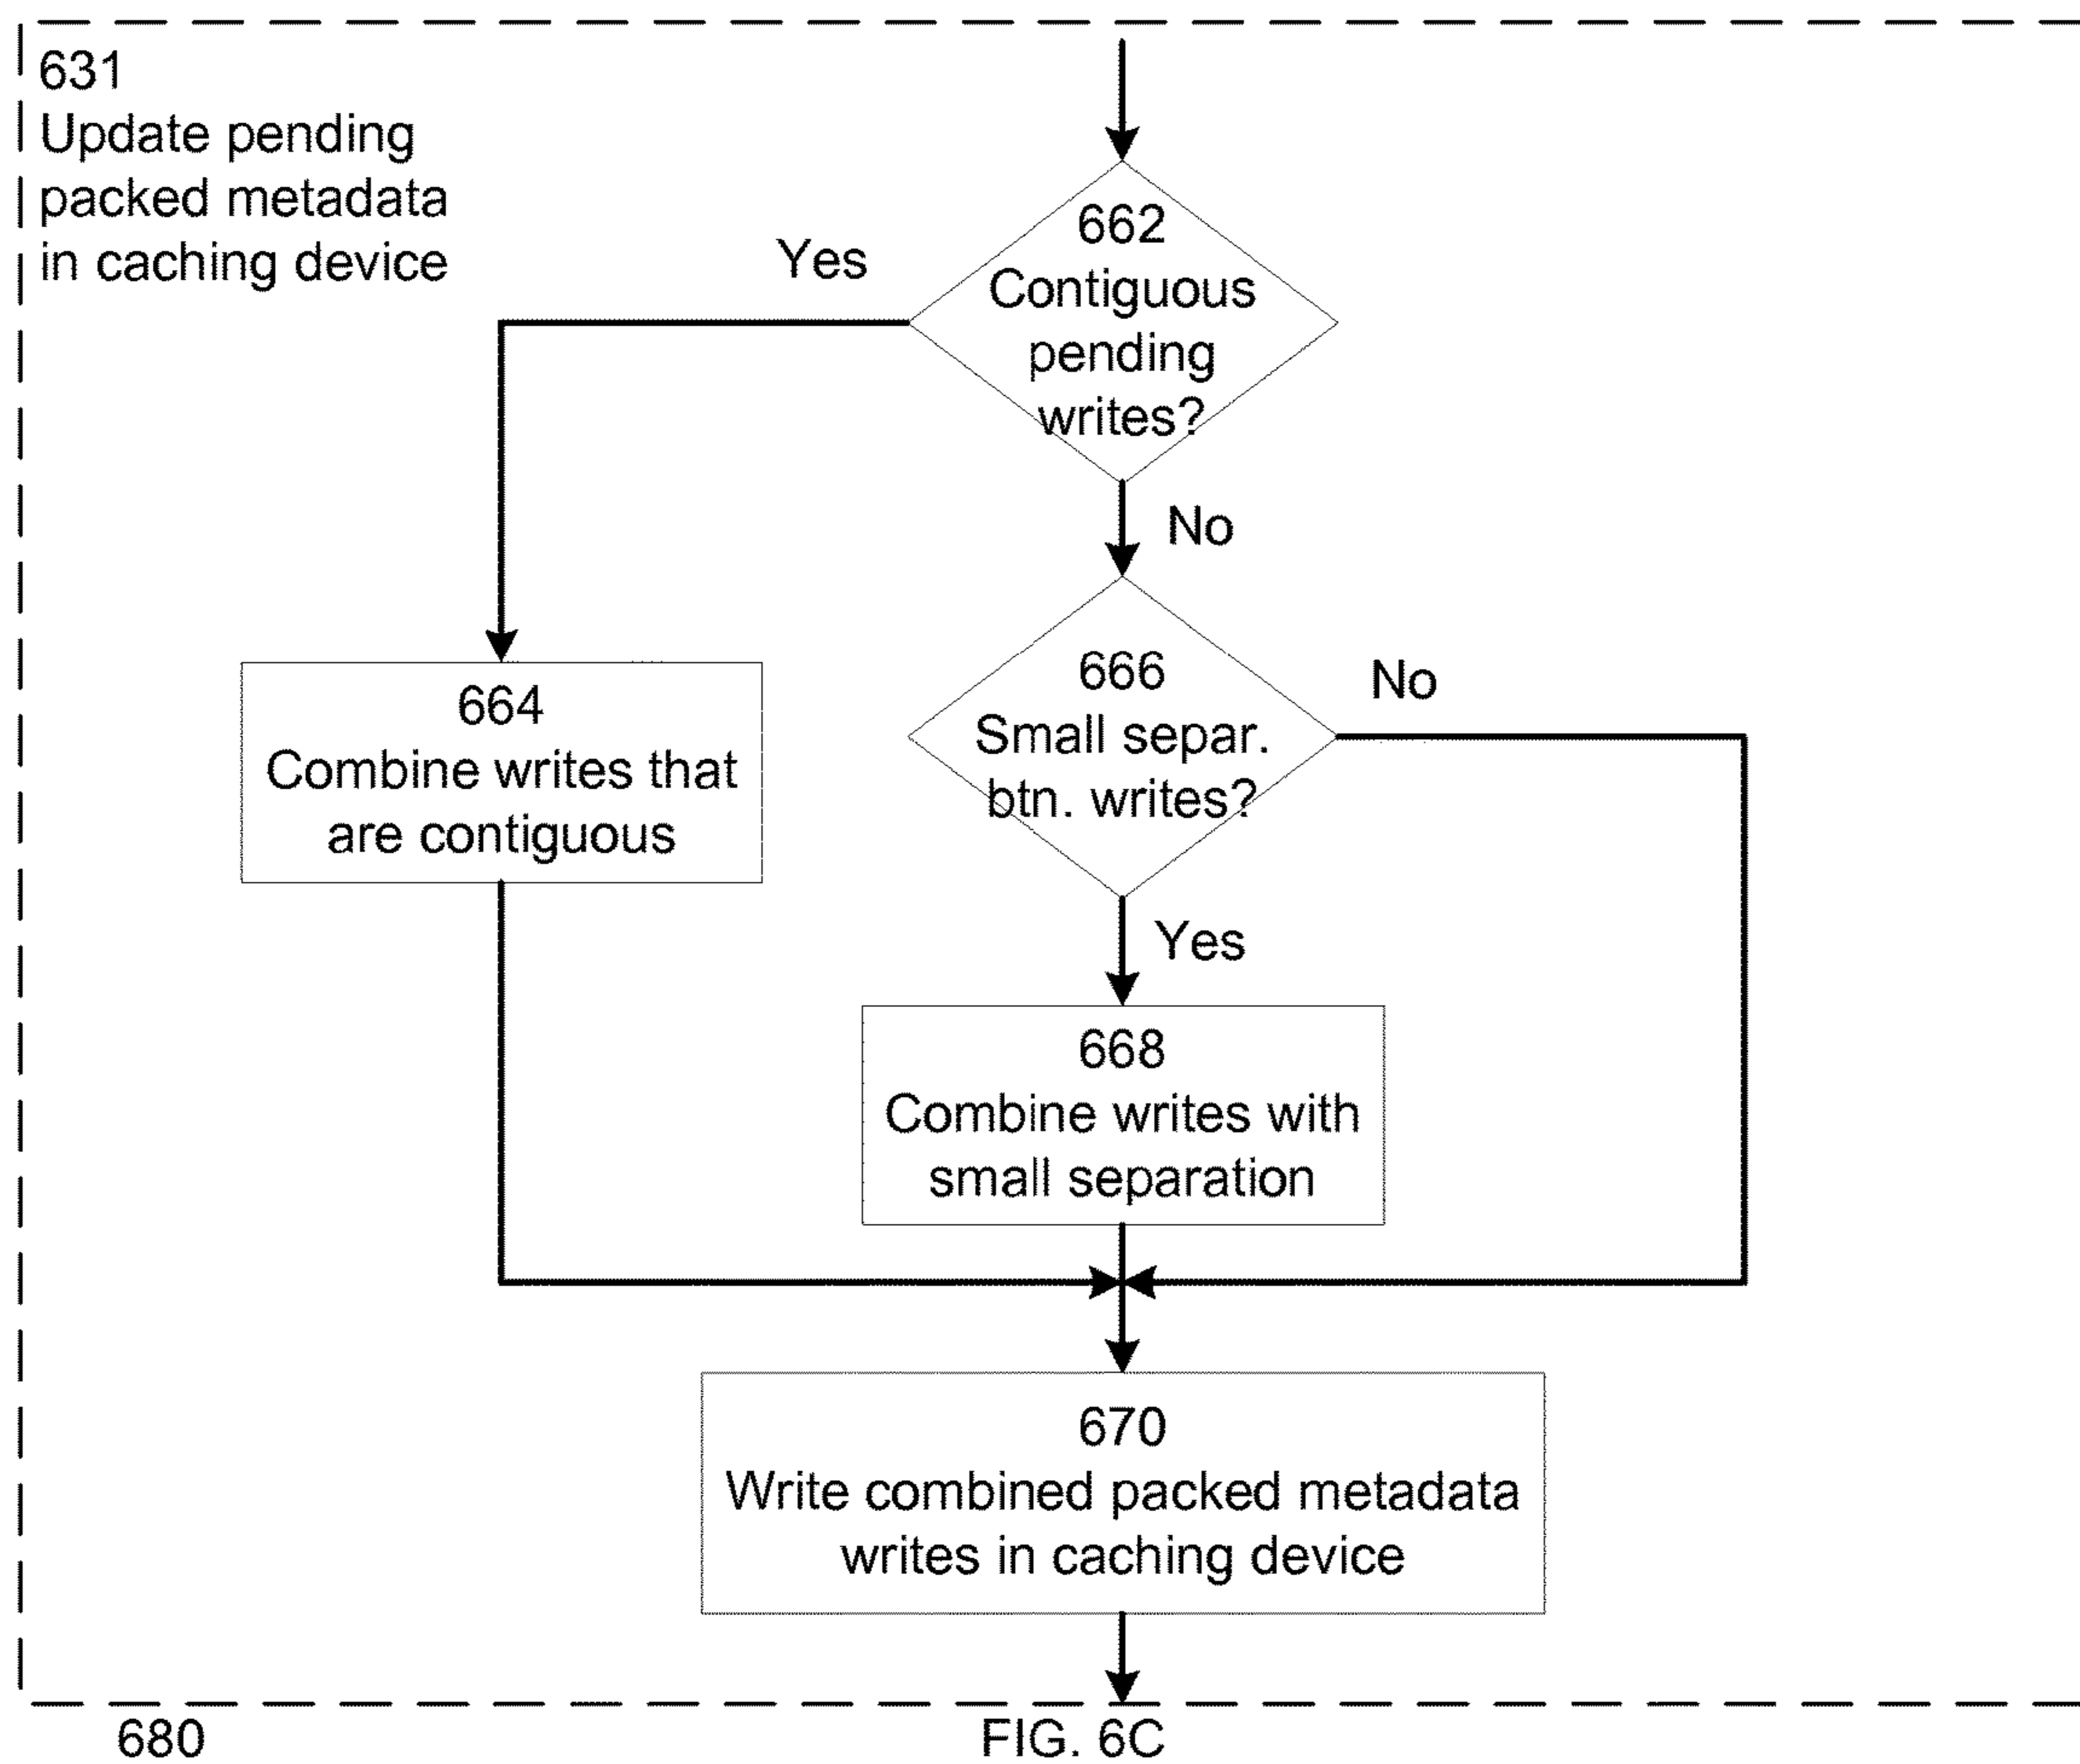 631
Update pending
packed metadata
in caching device
662
Contiguous
pending
writes?
Yes
No
664
Combine writes that
are contiguous
666
Small separ.
btn. writes?
No
Yes
668
Combine writes with
small separation
670
Write combined packed metadata
writes in caching device
680
FIG. 6C